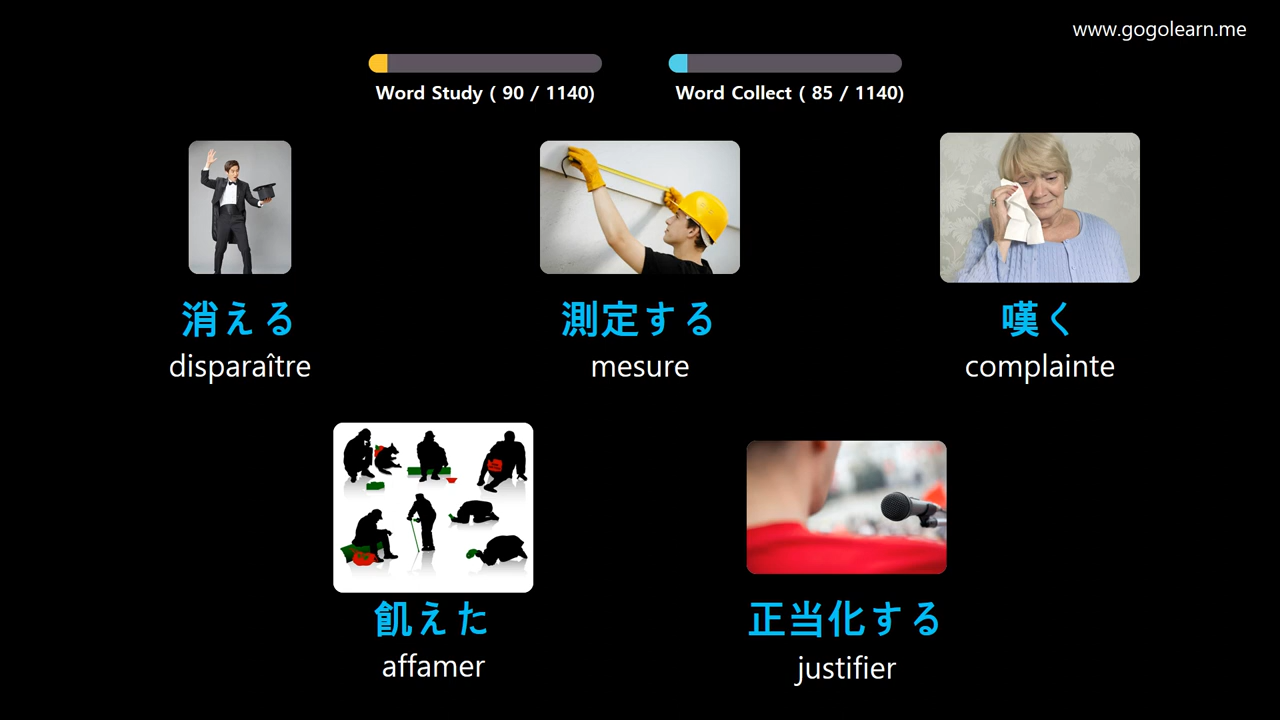 www.gogolearn.me
Word Study ( 90 / 1140)
Word Collect ( 85 / 1140)
消える
disparaître
測定する
mesure
嘆く
complainte
飢えた
affamer
正当化する
justifier